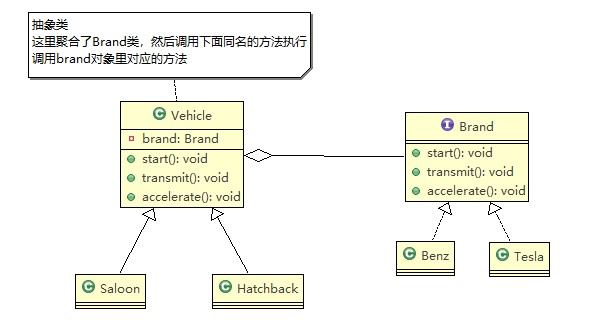 抽象类
这里聚合了Brand类，然后调用下面同名的方法执行
调用brand对象里对应的方法
C Vehicle
brand: Brand
start(): void
transmit(): void
accelerate(): void
I Brand
start(): void
transmit(): void
accelerate(): void
C Saloon
C Hatchback
C Benz
C Tesla